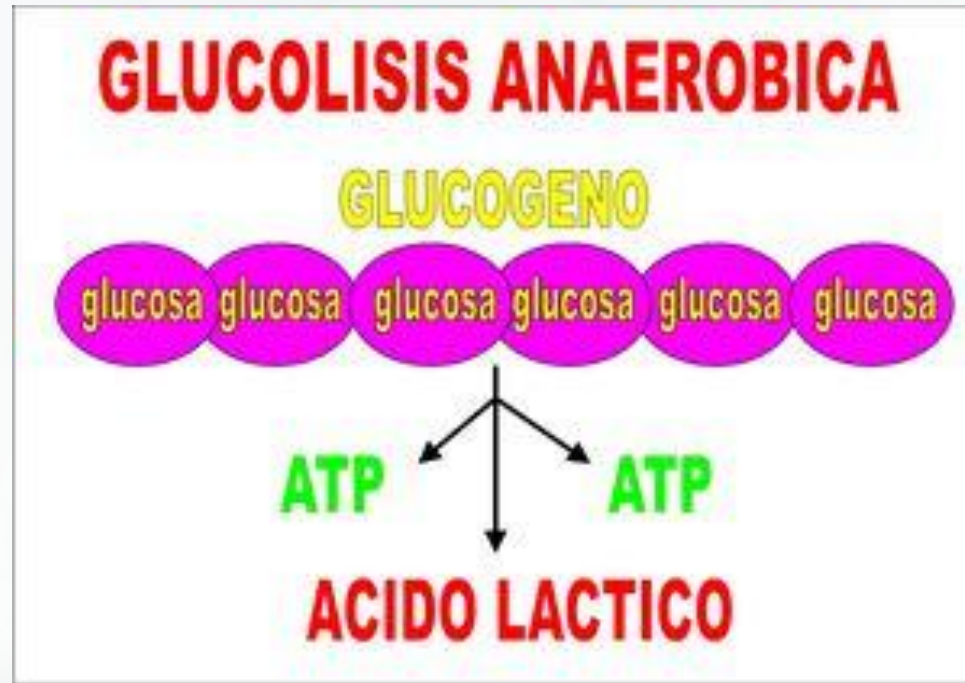 GLUCOLISIS ANAEROBICA
GLUCOGENO
glucosa glucosa glucosa glucosa glucosa glucosa
ATP ATP
ACIDO LACTICO